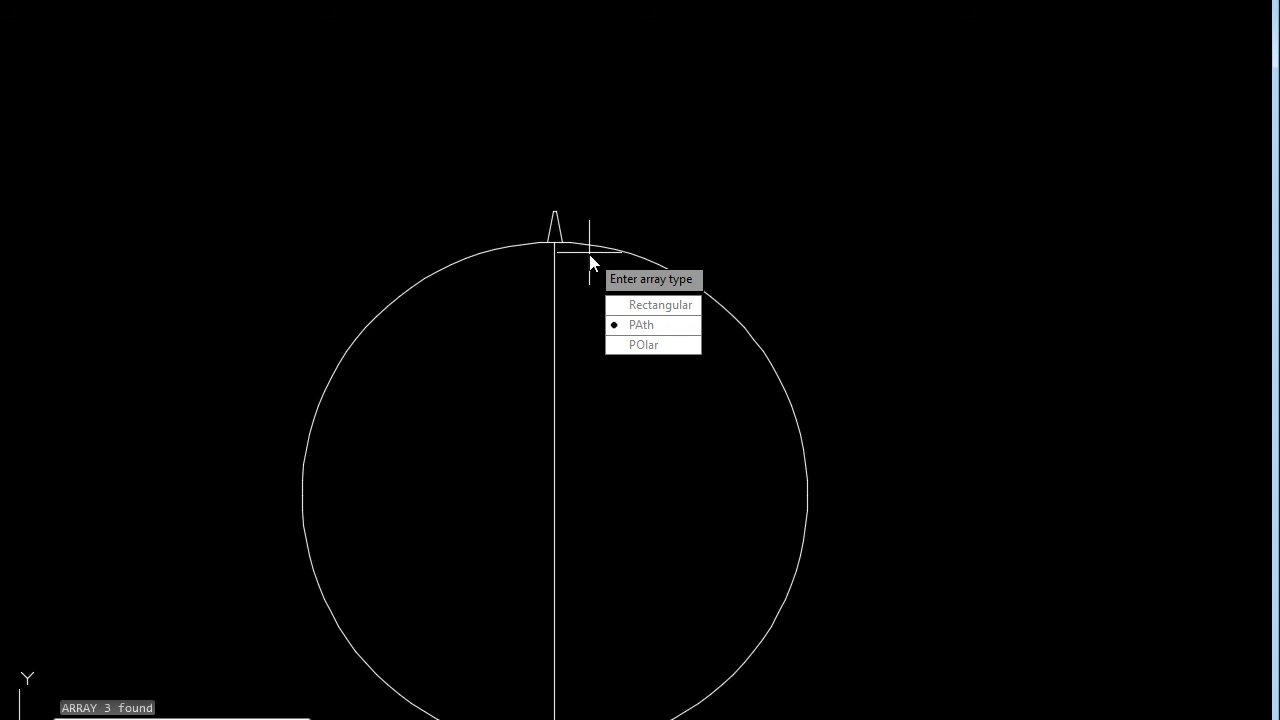 Enter array type
Rectangular
PAth
POlar
Y
ARRAY 3 found